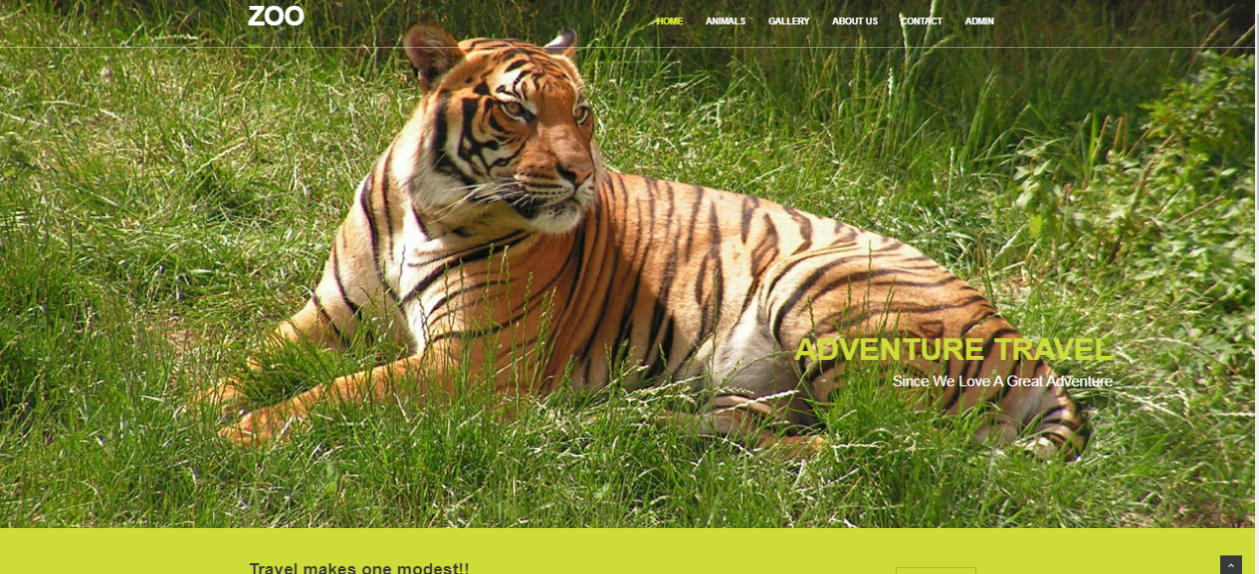 ZOO
HOME ANIMALS GALLERY ABOUT US CONTACT ADMIN
ADVENTURE TRAVEL
Since We Love A Great Adventure
Travel makes one modest!!